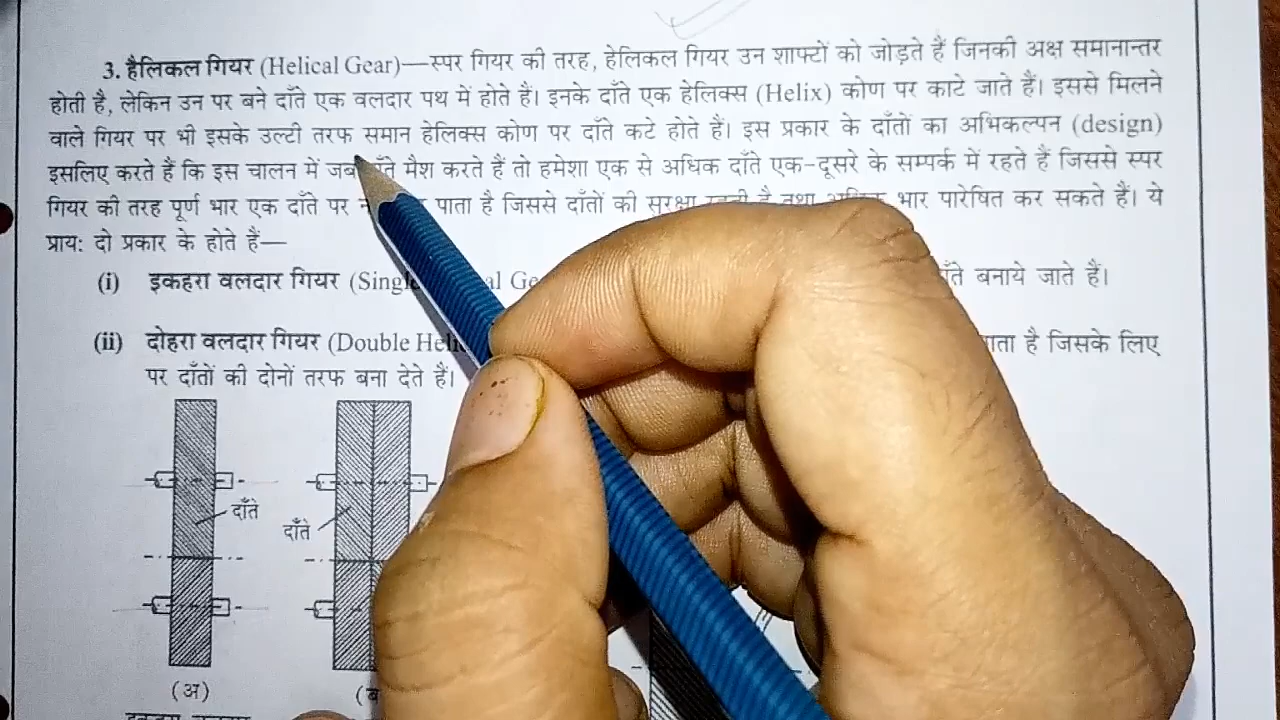 3. हैलिकल गियर (Helical Gear)—स्पर गियर की तरह, हेलिकल गियर उन शाफ्टों को जोड़ते हैं जिनकी अक्ष समानान्तर
होती है, लेकिन उन पर बने दाँते एक वलदार पथ में होते हैं। इनके दाँते एक हेलिक्स (Helix) कोण पर काटे जाते हैं। इससे मिलने
वाले गियर पर भी इसके उल्टी तरफ समान हेलिक्स कोण पर दाँते कटे होते हैं। इस प्रकार के दाँतों का अभिकल्पन (design)
इसलिए करते हैं कि इस चालन में जब मैश करते हैं तो हमेशा एक से अधिक दाँते एक-दूसरे के सम्पर्क में रहते हैं जिससे स्पर
गियर की तरह पूर्ण भार एक दाँते पर पाता है जिससे दाँतों की सुरक्षा भार पारेषित कर सकते हैं। ये
प्राय: दो प्रकार के होते हैं—
(i) इकहरा वलदार गियर (Single बनाये जाते हैं।
(ii) दोहरा वलदार गियर (Double है जिसके लिए
पर दाँतों की दोनों तरफ बना देते हैं।
दाँते
दाँते
(अ)